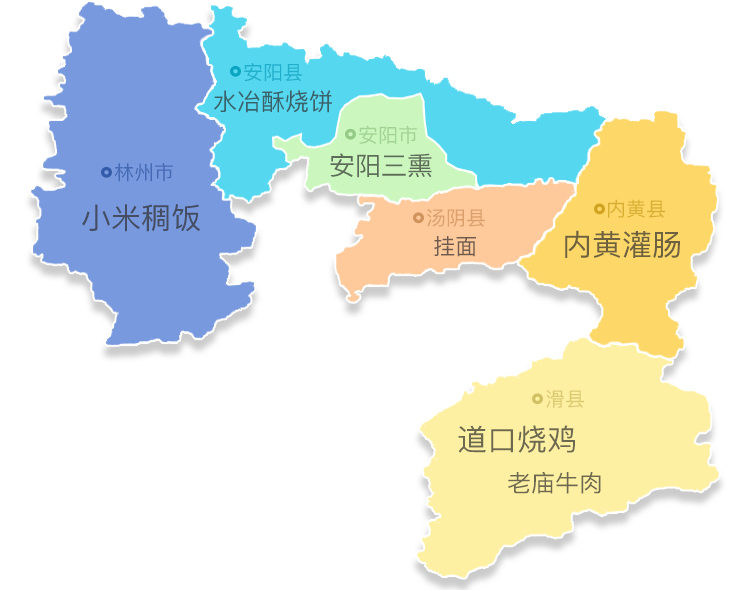 安阳县
水冶酥烧饼
安阳市
安阳三熏
林州市
小米稠饭
汤阴县
挂面
内黄县
内黄灌肠
滑县
道口烧鸡
老庙牛肉